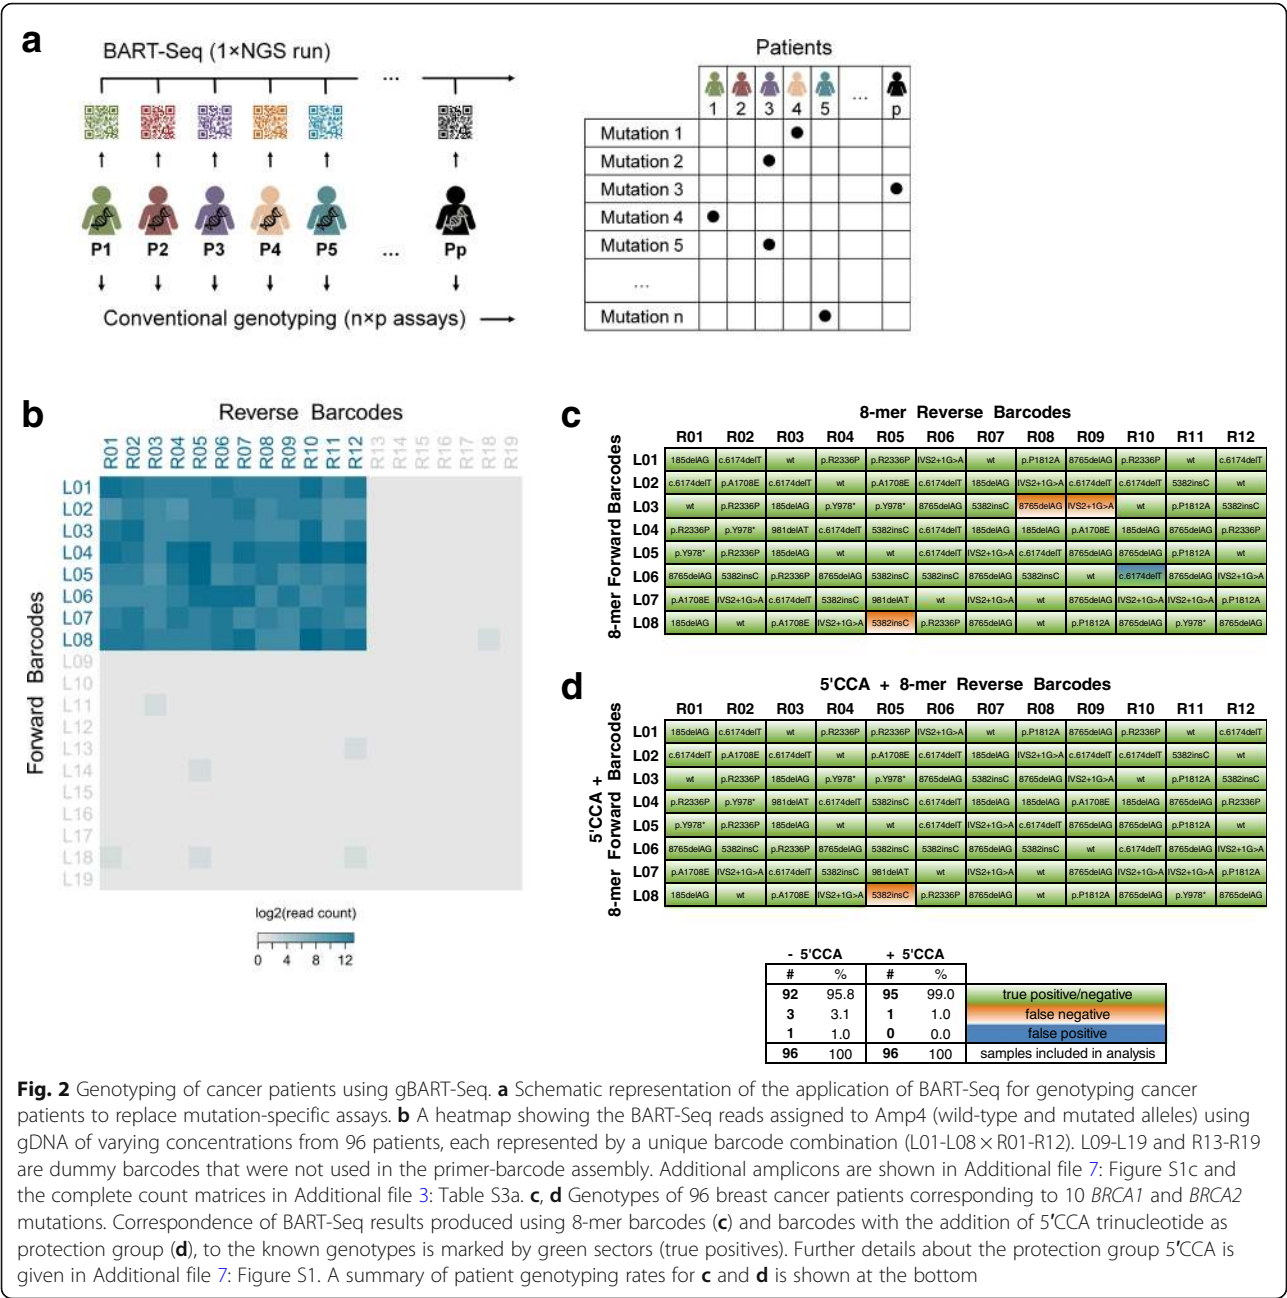 a
BART-Seq (1×NGS run)
...
P1 P2 P3 P4 P5 ... Pp
Conventional genotyping (n×p assays)
Patients
1 2 3 4 5 ... p
Mutation 1
Mutation 2
Mutation 3
Mutation 4
Mutation 5
...
Mutation n
b
Reverse Barcodes
R01 R02 R03 R04 R05 R06 R07 R08 R09 R10 R11 R12 R13 R14 R15 R16 R17 R18 R19
Forward Barcodes
L01
L02
L03
L04
L05
L06
L07
L08
L09
L10
L11
L12
L13
L14
L15
L16
L17
L18
L19
log2(read count)
0 4 8 12
c
8-mer Reverse Barcodes
8-mer Forward Barcodes
R01 R02 R03 R04 R05 R06 R07 R08 R09 R10 R11 R12
L01 185delAG c.6174delT wt p.R2336P p.R2336P IVS2+1G>A wt p.P1812A 8765delAG p.R2336P wt c.6174delT
L02 c.6174delT p.A1708E c.6174delT wt p.A1708E c.6174delT 185delAG IVS2+1G>A c.6174delT c.6174delT 5382insC wt
L03 wt p.R2336P 185delAG p.Y978* p.Y978* 8765delAG 5382insC 8765delAG IVS2+1G>A wt p.P1812A 5382insC
L04 p.R2336P p.Y978* 981delAT c.6174delT 5382insC c.6174delT 185delAG 185delAG p.A1708E 185delAG 8765delAG p.R2336P
L05 p.Y978* p.R2336P 185delAG wt wt c.6174delT IVS2+1G>A c.6174delT 8765delAG 8765delAG p.P1812A wt
L06 8765delAG 5382insC p.R2336P 8765delAG 5382insC 5382insC 8765delAG 5382insC wt c.6174delT 8765delAG IVS2+1G>A
L07 p.A1708E IVS2+1G>A c.6174delT 5382insC 981delAT wt IVS2+1G>A wt 8765delAG IVS2+1G>A IVS2+1G>A p.P1812A
L08 185delAG wt p.A1708E IVS2+1G>A 5382insC p.R2336P 8765delAG wt p.P1812A 8765delAG p.Y978* 8765delAG
d
5'CCA + 8-mer Reverse Barcodes
5'CCA +
8-mer Forward Barcodes
R01 R02 R03 R04 R05 R06 R07 R08 R09 R10 R11 R12
L01 185delAG c.6174delT wt p.R2336P p.R2336P IVS2+1G>A wt p.P1812A 8765delAG p.R2336P wt c.6174delT
L02 c.6174delT p.A1708E c.6174delT wt p.A1708E c.6174delT 185delAG IVS2+1G>A c.6174delT c.6174delT 5382insC wt
L03 wt p.R2336P 185delAG p.Y978* p.Y978* 8765delAG 5382insC 8765delAG IVS2+1G>A wt p.P1812A 5382insC
L04 p.R2336P p.Y978* 981delAT c.6174delT 5382insC c.6174delT 185delAG 185delAG p.A1708E 185delAG 8765delAG p.R2336P
L05 p.Y978* p.R2336P 185delAG wt wt c.6174delT IVS2+1G>A c.6174delT 8765delAG 8765delAG p.P1812A wt
L06 8765delAG 5382insC p.R2336P 8765delAG 5382insC 5382insC 8765delAG 5382insC wt c.6174delT 8765delAG IVS2+1G>A
L07 p.A1708E IVS2+1G>A c.6174delT 5382insC 981delAT wt IVS2+1G>A wt 8765delAG IVS2+1G>A IVS2+1G>A p.P1812A
L08 185delAG wt p.A1708E IVS2+1G>A 5382insC p.R2336P 8765delAG wt p.P1812A 8765delAG p.Y978* 8765delAG
- 5'CCA + 5'CCA
# % # %
92 95.8 95 99.0 true positive/negative
3 3.1 1 1.0 false negative
1 1.0 0 0.0 false positive
96 100 96 100 samples included in analysis
Fig. 2 Genotyping of cancer patients using gBART-Seq. a Schematic representation of the application of BART-Seq for genotyping cancer
patients to replace mutation-specific assays. b A heatmap showing the BART-Seq reads assigned to Amp4 (wild-type and mutated alleles) using
gDNA of varying concentrations from 96 patients, each represented by a unique barcode combination (L01-L08 × R01-R12). L09-L19 and R13-R19
are dummy barcodes that were not used in the primer-barcode assembly. Additional amplicons are shown in Additional file 7: Figure S1c and
the complete count matrices in Additional file 3: Table S3a. c, d Genotypes of 96 breast cancer patients corresponding to 10 BRCA1 and BRCA2
mutations. Correspondence of BART-Seq results produced using 8-mer barcodes (c) and barcodes with the addition of 5′CCA trinucleotide as
protection group (d), to the known genotypes is marked by green sectors (true positives). Further details about the protection group 5′CCA is
given in Additional file 7: Figure S1. A summary of patient genotyping rates for c and d is shown at the bottom